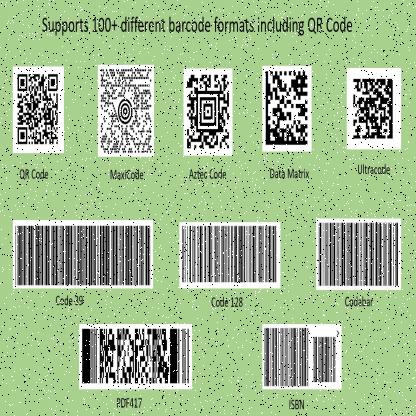 Supports 100+ different barcode formats including QR Code
QR Code
MaxiCode
Aztec Code
Data Matrix
Ultracode
Code 39
Code 128
Codabar
PDF417
ISBN